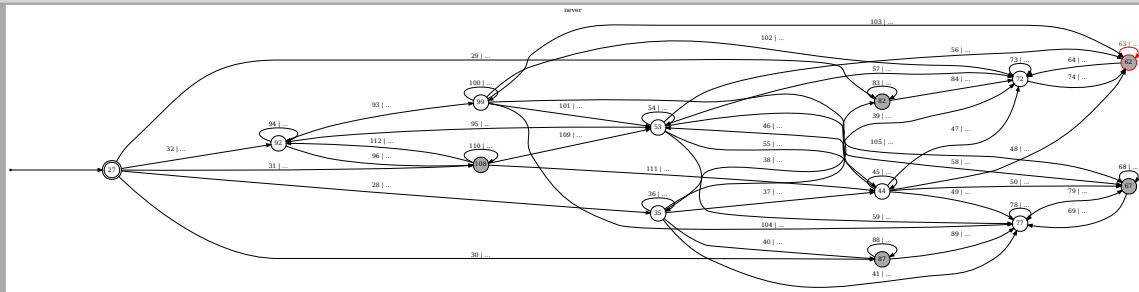 never
103 | ...
102 | ...
56 | ...
63 | ...
29 | ...
57 | ...
73 | ...
64 | ...
62
100 | ...
83 | ...
84 | ...
72
74 | ...
93 | ...
99
101 | ...
54 | ...
82
39 | ...
94 | ...
95 | ...
53
46 | ...
47 | ...
92
112 | ...
109 | ...
55 | ...
105 | ...
48 | ...
32 | ...
96 | ...
110 | ...
38 | ...
58 | ...
27
31 | ...
108
111 | ...
45 | ...
68 | ...
28 | ...
36 | ...
37 | ...
44
50 | ...
49 | ...
79 | ...
67
35
59 | ...
78 | ...
69 | ...
104 | ...
77
40 | ...
88 | ...
89 | ...
30 | ...
87
41 | ...